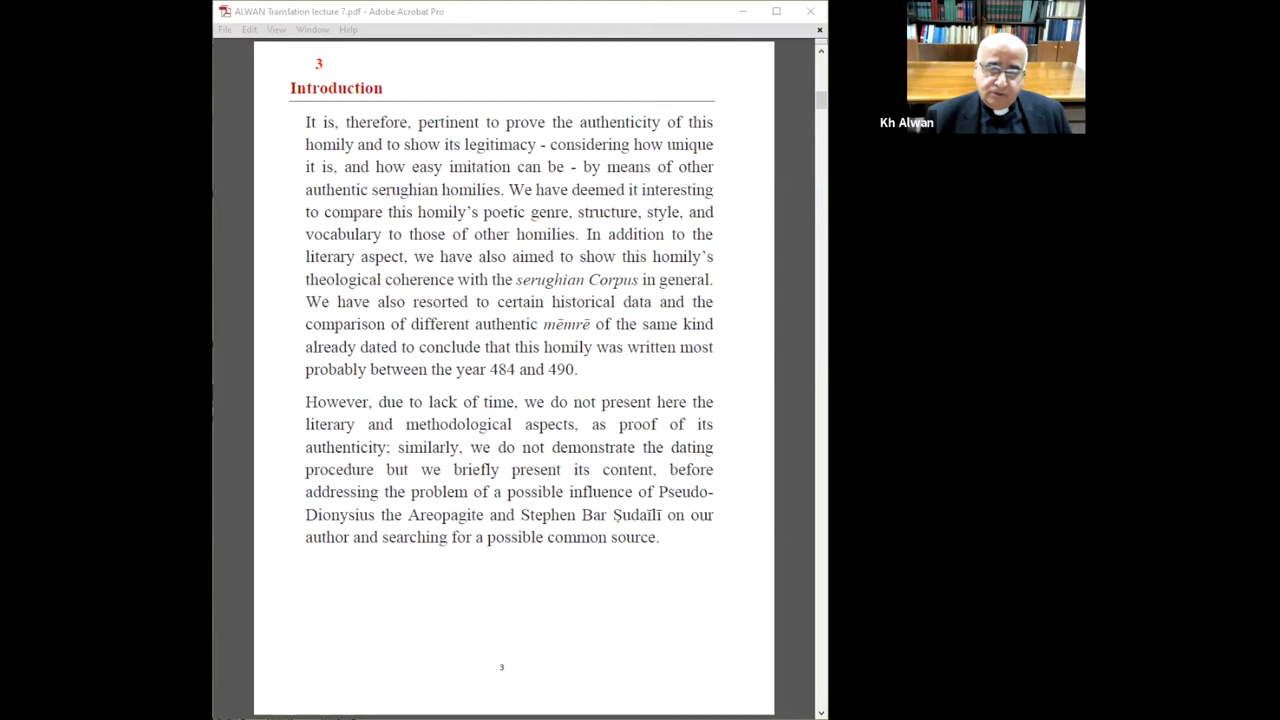 ALWAN Translation lecture 7.pdf - Adobe Acrobat Pro
File Edit View Window Help
3
Introduction
It is, therefore, pertinent to prove the authenticity of this
homily and to show its legitimacy - considering how unique
it is, and how easy imitation can be - by means of other
authentic serughian homilies. We have deemed it interesting
to compare this homily’s poetic genre, structure, style, and
vocabulary to those of other homilies. In addition to the
literary aspect, we have also aimed to show this homily’s
theological coherence with the serughian Corpus in general.
We have also resorted to certain historical data and the
comparison of different authentic mēmrē of the same kind
already dated to conclude that this homily was written most
probably between the year 484 and 490.
However, due to lack of time, we do not present here the
literary and methodological aspects, as proof of its
authenticity; similarly, we do not demonstrate the dating
procedure but we briefly present its content, before
addressing the problem of a possible influence of Pseudo-
Dionysius the Areopagite and Stephen Bar Ṣudaīlī on our
author and searching for a possible common source.
3
Kh Alwan